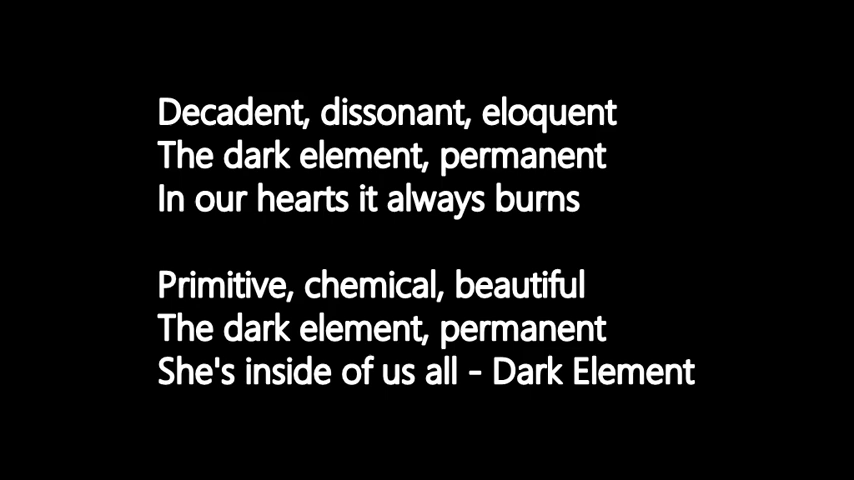 Decadent, dissonant, eloquent
The dark element, permanent
In our hearts it always burns
Primitive, chemical, beautiful
The dark element, permanent
She's inside of us all - Dark Element